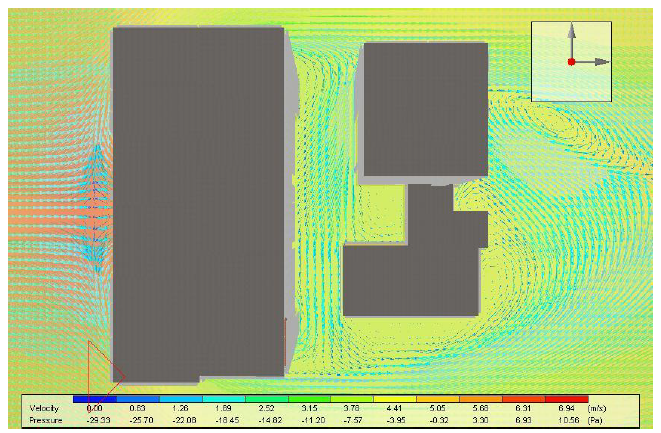 Velocity 0.00 0.63 1.26 1.89 2.52 3.15 3.78 4.41 5.05 5.68 6.31 6.94 (m/s)
Pressure -29.33 -25.70 -22.08 -18.45 -14.82 -11.20 -7.57 -3.95 -0.32 3.30 6.93 10.56 (Pa)